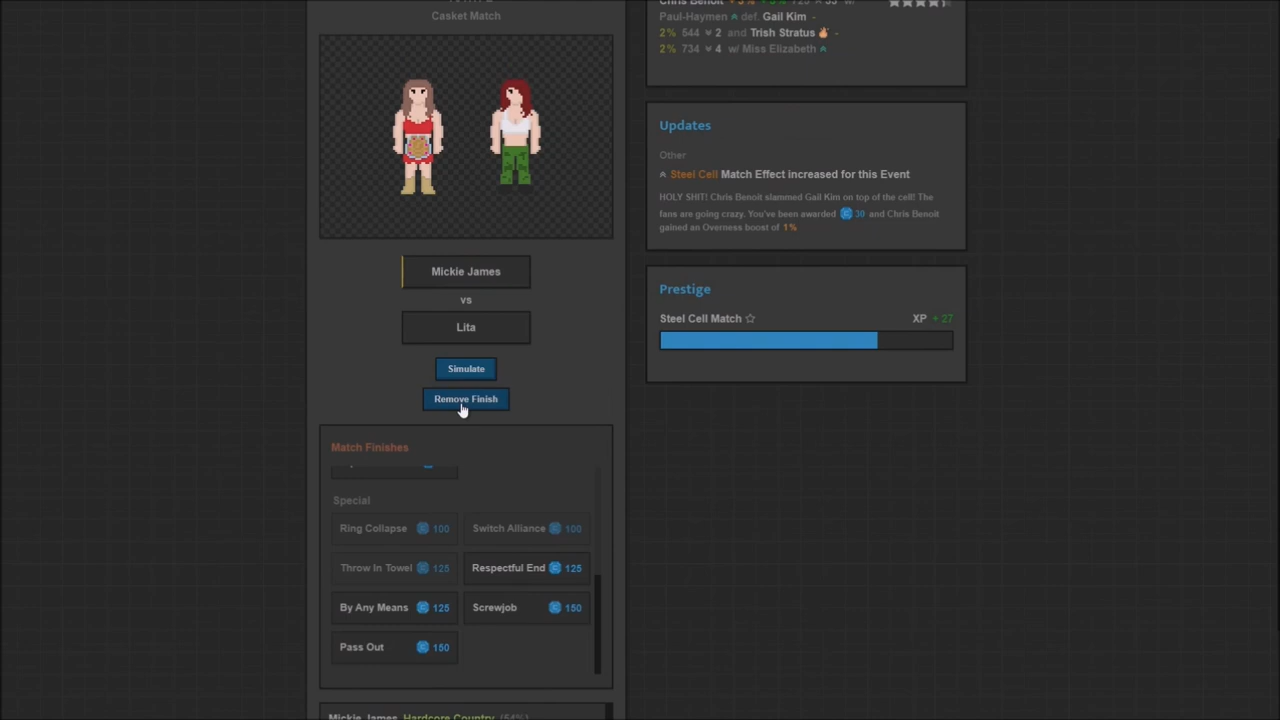 Casket Match
Mickie James
vs
Lita
Simulate
Remove Finish
Match Finishes
Special
Ring Collapse 100
Switch Alliance 100
Throw In Towel 125
Respectful End 125
By Any Means 125
Screwjob 150
Pass Out 150
Mickie James Hardcore Country (54%)
Paul-Haymen def. Gail Kim -
2% 544 2 and Trish Stratus -
2% 734 4 w/ Miss Elizabeth
Updates
Other
Steel Cell Match Effect increased for this Event
HOLY SHIT! Chris Benoit slammed Gail Kim on top of the cell! The
fans are going crazy. You've been awarded 30 and Chris Benoit
gained an Overness boost of 1%
Prestige
Steel Cell Match XP + 27